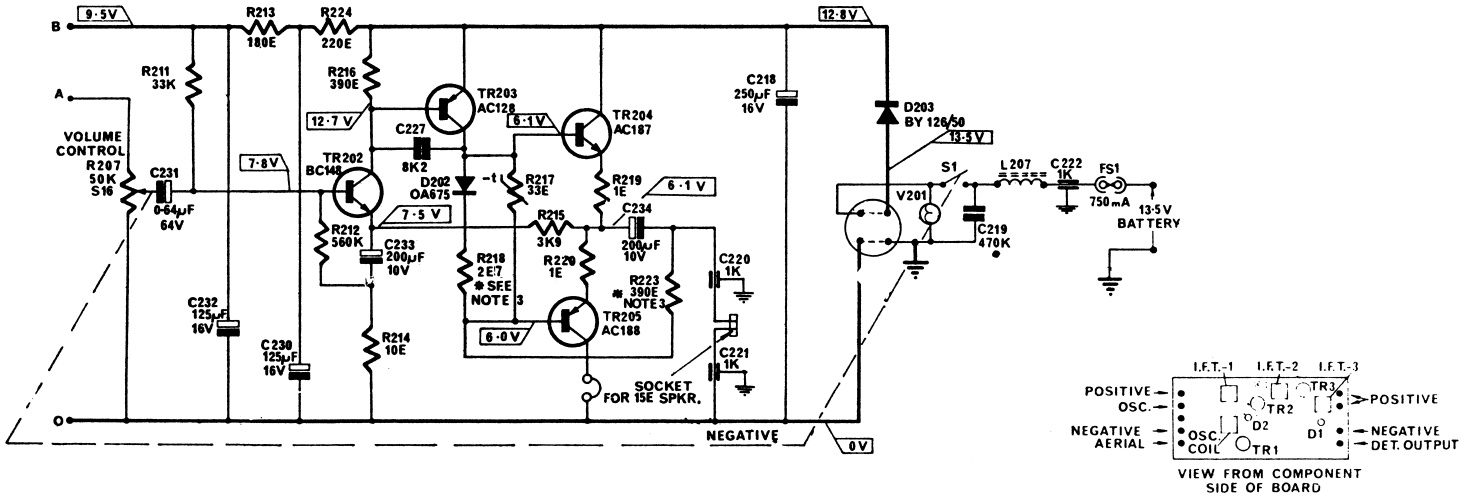 B
9·5V
R213
180E
R224
220E
12·8V
R211
33K
R216
390E
TR203
AC128
C218
250µF
16V
D203
BY 126/50
13·5V
A
12·7 V
C227
8K2
6·1V
TR204
AC187
VOLUME
CONTROL
R207
50K
S16
C231
0·64µF
64V
7·8V
TR202
BC148
D202
OA675
-t
R217
33E
R219
1E
6·1 V
S1
L207
C222
1K
FS1
750mA
V201
13·5V
BATTERY
7·5 V
R215
3K9
C234
200µF
10V
C219
470K
R212
560K
C233
200µF
10V
R218
2E7
* SEE
NOTE 3
R220
1E
R223
* 390E
NOTE 3
C220
1K
C232
125µF
16V
6·0V
TR205
AC188
C230
125µF
16V
R214
10E
C221
1K
SOCKET
FOR 15E SPKR.
O
NEGATIVE
0V
I.F.T.-1
I.F.T.-2
I.F.T.-3
POSITIVE
TR3
POSITIVE
OSC.
TR2
D2
D1
NEGATIVE
OSC.
NEGATIVE
AERIAL
COIL
TR1
DET. OUTPUT
VIEW FROM COMPONENT
SIDE OF BOARD